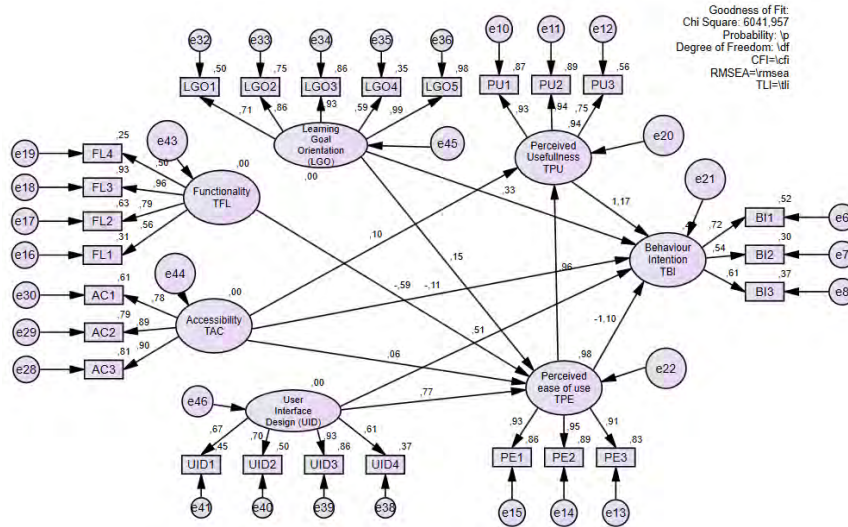 Goodness of Fit:
Chi Square: 6041,957
Probability: \p
Degree of Freedom: \df
CFI=\cfi
RMSEA=\rmsea
TLI=\tli
e32 e33 e34 e35 e36
,50 ,75 ,86 ,35 ,98
LGO1 LGO2 LGO3 LGO4 LGO5
,71 ,86 ,93 ,59 ,99
Learning
Goal
Orientation
(LGO)
,00
e45
e10 e11 e12
,87 ,89 ,56
PU1 PU2 PU3
,93 ,94 ,75
,94
Perceived
Usefullness
TPU
e20
e43
,00
Functionality
TFL
e19 FL4 ,25 ,50
e18 FL3 ,93 ,96
e17 FL2 ,63 ,79
e16 FL1 ,31 ,56
e44
,00
Accessibility
TAC
e30 AC1 ,61 ,78
e29 AC2 ,79 ,89
e28 AC3 ,81 ,90
,33
1,17
,10
,15
,96
-,59
-,11
,51
,06
,77
-1,10
e21
Behaviour
Intention
TBI
,72 BI1 ,52 e6
,54 BI2 ,30 e7
,61 BI3 ,37 e8
e46
,00
User
Interface
Design (UID)
,67 ,70 ,93 ,61
,45 ,50 ,86 ,37
UID1 UID2 UID3 UID4
e41 e40 e39 e38
,98
Perceived
ease of use
TPE
e22
,93 ,95 ,91
,86 ,89 ,83
PE1 PE2 PE3
e15 e14 e13